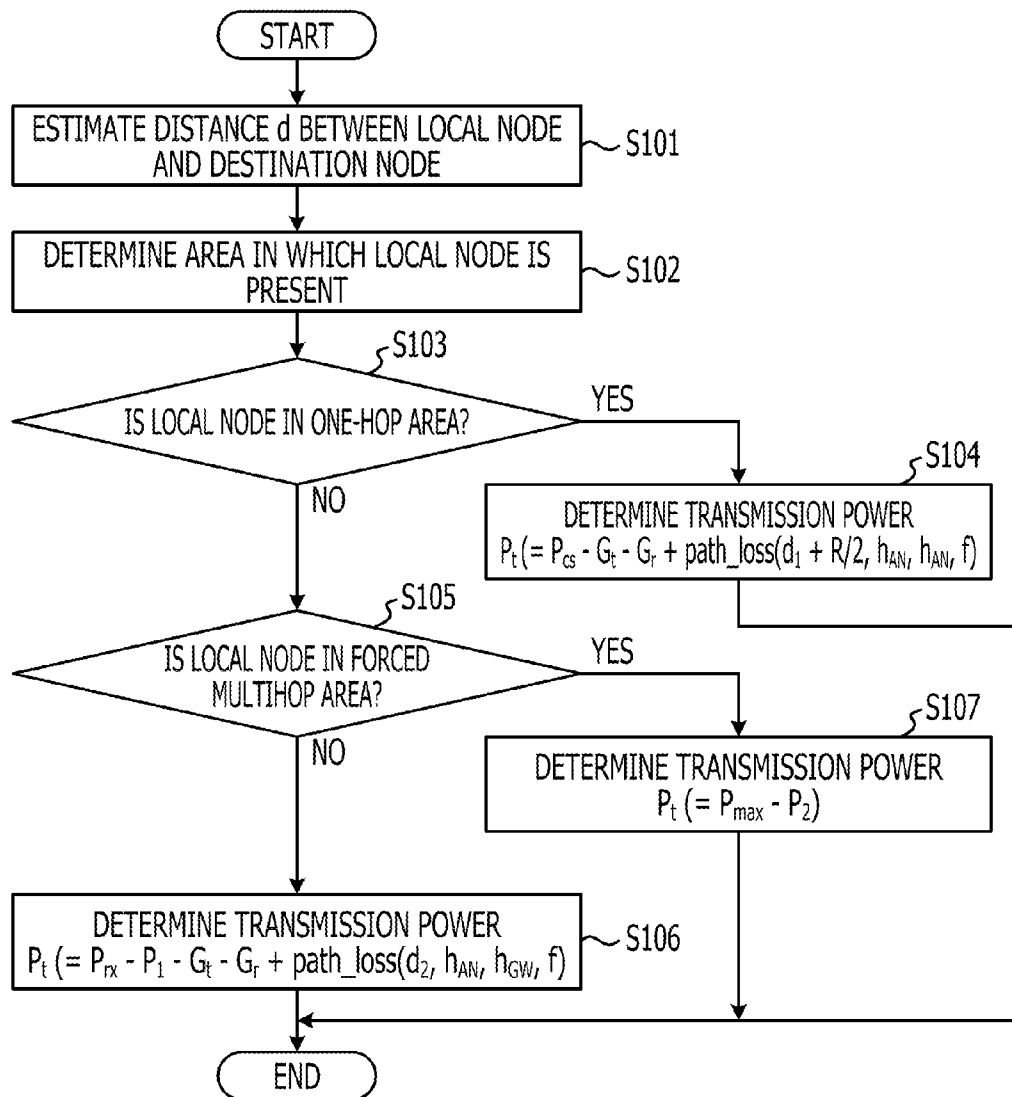 START
ESTIMATE DISTANCE d BETWEEN LOCAL NODE
AND DESTINATION NODE
S101
DETERMINE AREA IN WHICH LOCAL NODE IS
PRESENT
S102
S103
IS LOCAL NODE IN ONE-HOP AREA?
YES
NO
S104
DETERMINE TRANSMISSION POWER
Pt (= Pcs - Gt - Gr + path_loss(d1 + R/2, hAN, hAN, f)
S105
IS LOCAL NODE IN FORCED
MULTIHOP AREA?
YES
NO
S107
DETERMINE TRANSMISSION POWER
Pt (= Pmax - P2)
DETERMINE TRANSMISSION POWER
Pt (= Prx - P1 - Gt - Gr + path_loss(d2, hAN, hGW, f)
S106
END